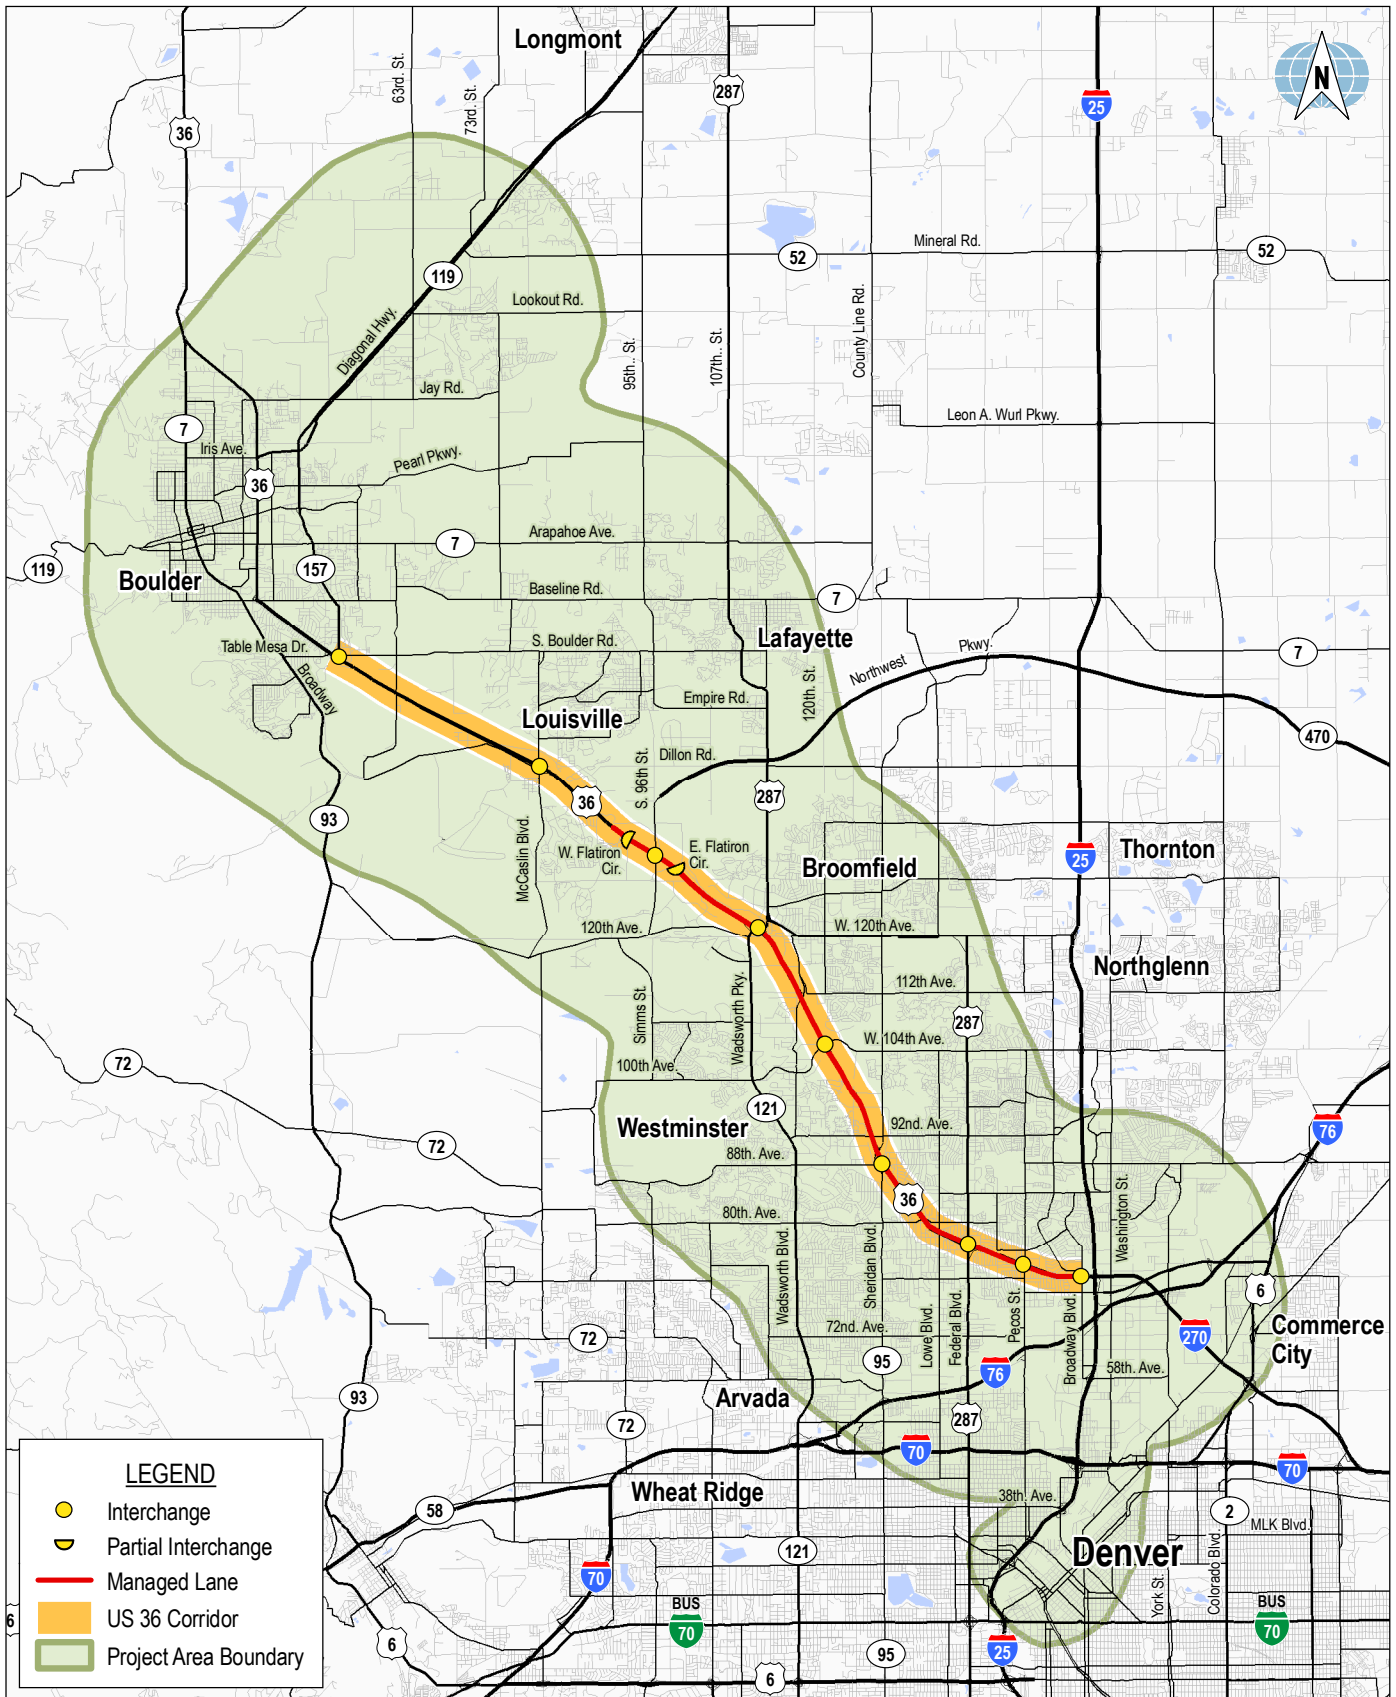 Longmont
N
63rd. St.
73rd. St.
287
25
36
119
Mineral Rd.
52
52
Lookout Rd.
Diagonal Hwy.
95th.. St.
107th.. St.
County Line Rd.
Jay Rd.
Leon A. Wurl Pkwy.
7
Iris Ave.
Pearl Pkwy.
36
Arapahoe Ave.
7
119
Boulder
157
Baseline Rd.
7
Table Mesa Dr.
S. Boulder Rd.
Lafayette
Northwest
Pkwy.
7
Broadway
Empire Rd.
120th. St.
Louisville
470
Dillon Rd.
S. 96th St.
36
287
93
McCaslin Blvd.
W. Flatiron
Cir.
E. Flatiron
Cir.
Broomfield
25
Thornton
120th Ave.
W. 120th Ave.
Northglenn
112th Ave.
Simms St.
Wadsworth Pky.
287
W. 104th Ave.
72
100th Ave.
121
Westminster
92nd. Ave.
76
72
88th. Ave.
36
80th. Ave.
Washington St.
Wadsworth Blvd.
Sheridan Blvd.
6
Lowe Blvd.
Federal Blvd.
Pecos St.
Broadway Blvd.
72nd. Ave.
72
270
Commerce
City
95
76
58th. Ave.
93
Arvada
72
287
70
70
LEGEND
Interchange
Partial Interchange
Managed Lane
US 36 Corridor
Project Area Boundary
58
Wheat Ridge
38th. Ave.
2
MLK Blvd.
121
Denver
70
York St.
Colorado Blvd.
BUS
70
BUS
70
6
6
95
25
6